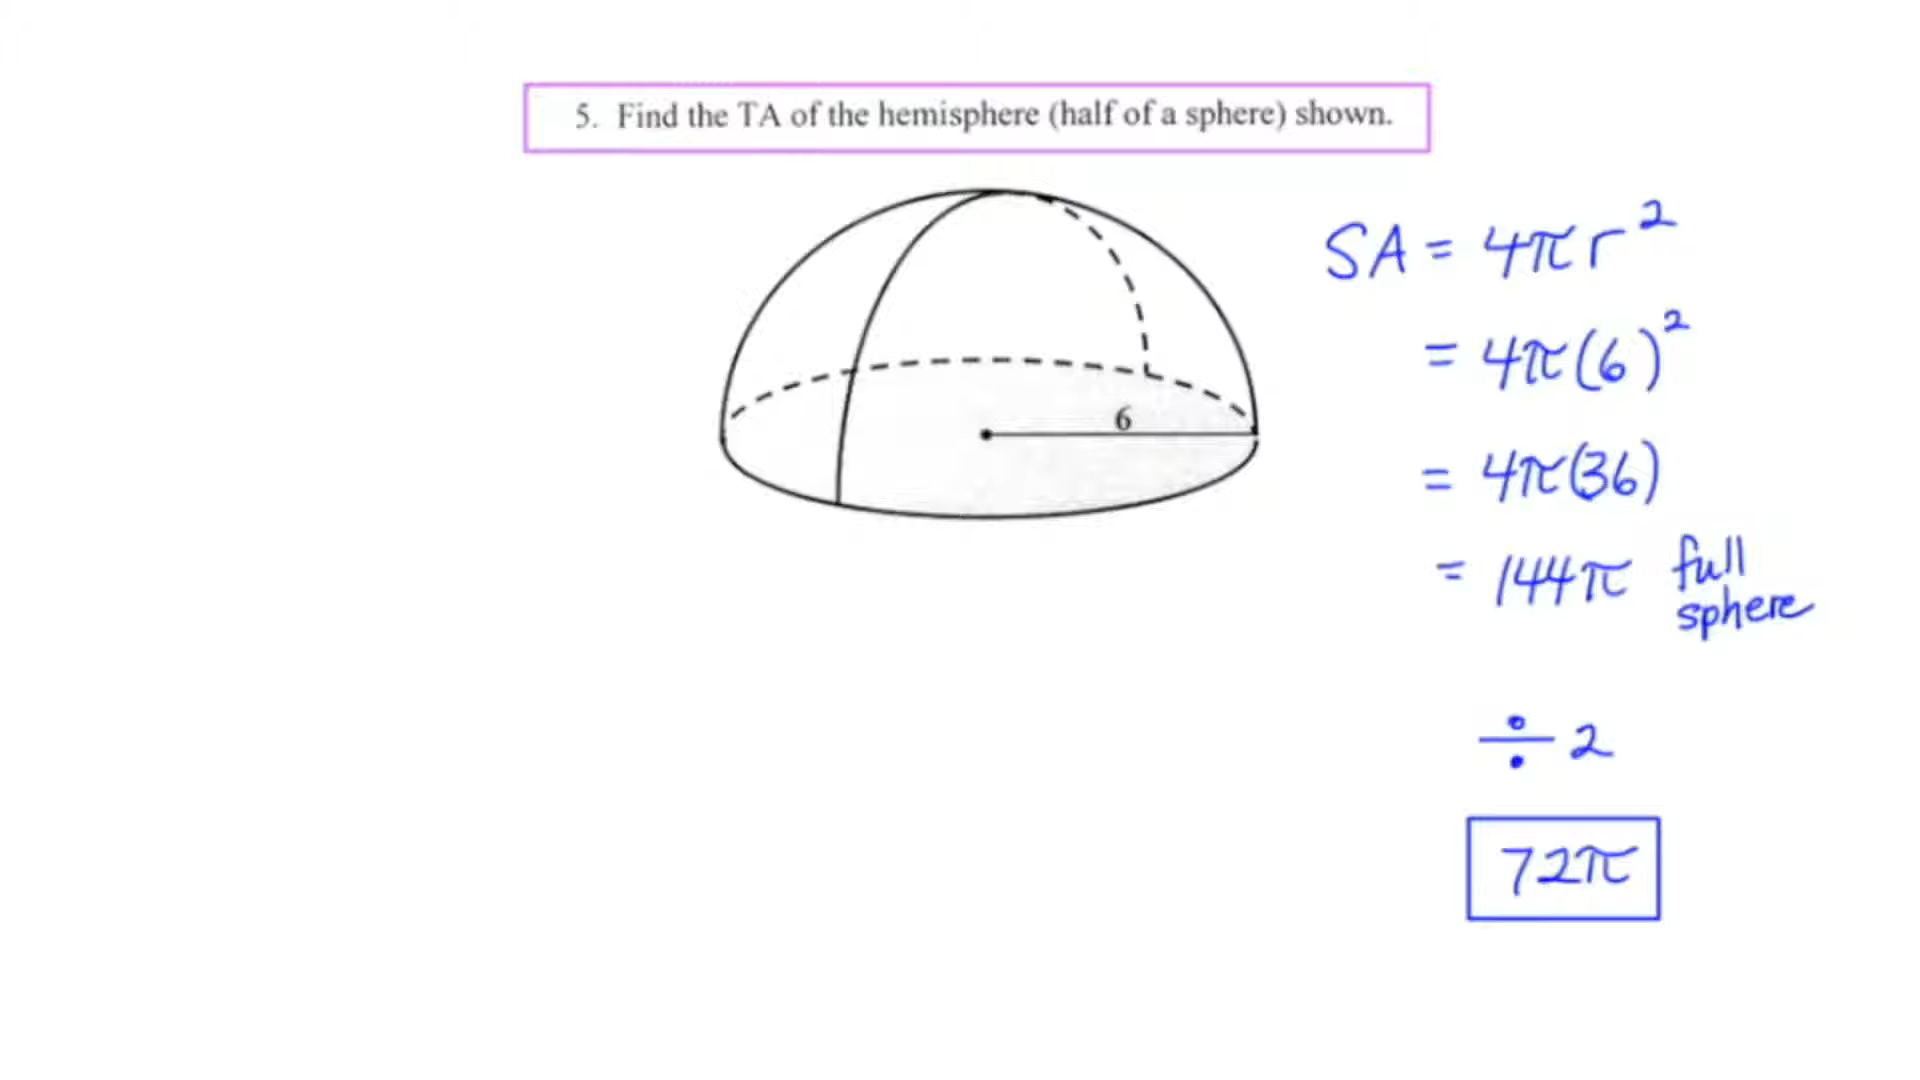 5. Find the TA of the hemisphere (half of a sphere) shown.
6
SA = 4πr²
= 4π(6)²
= 4π(36)
= 144π full sphere
÷ 2
72π